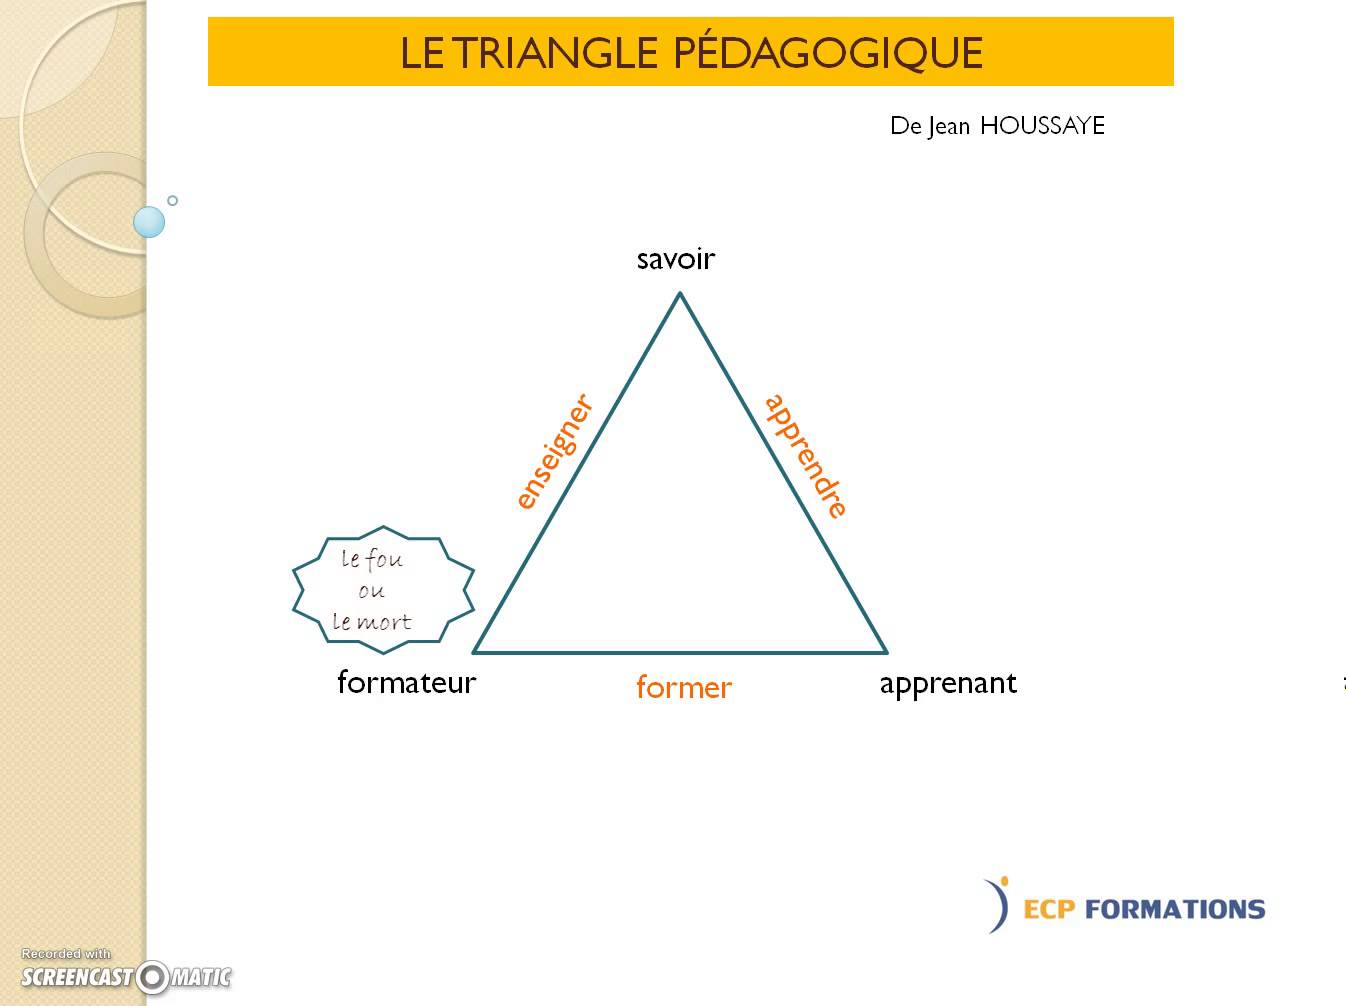 LE TRIANGLE PÉDAGOGIQUE
De Jean HOUSSAYE
savoir
enseigner
apprendre
le fou
ou
le mort
formateur
former
apprenant
ECP FORMATIONS
Recorded with
SCREENCAST-O-MATIC